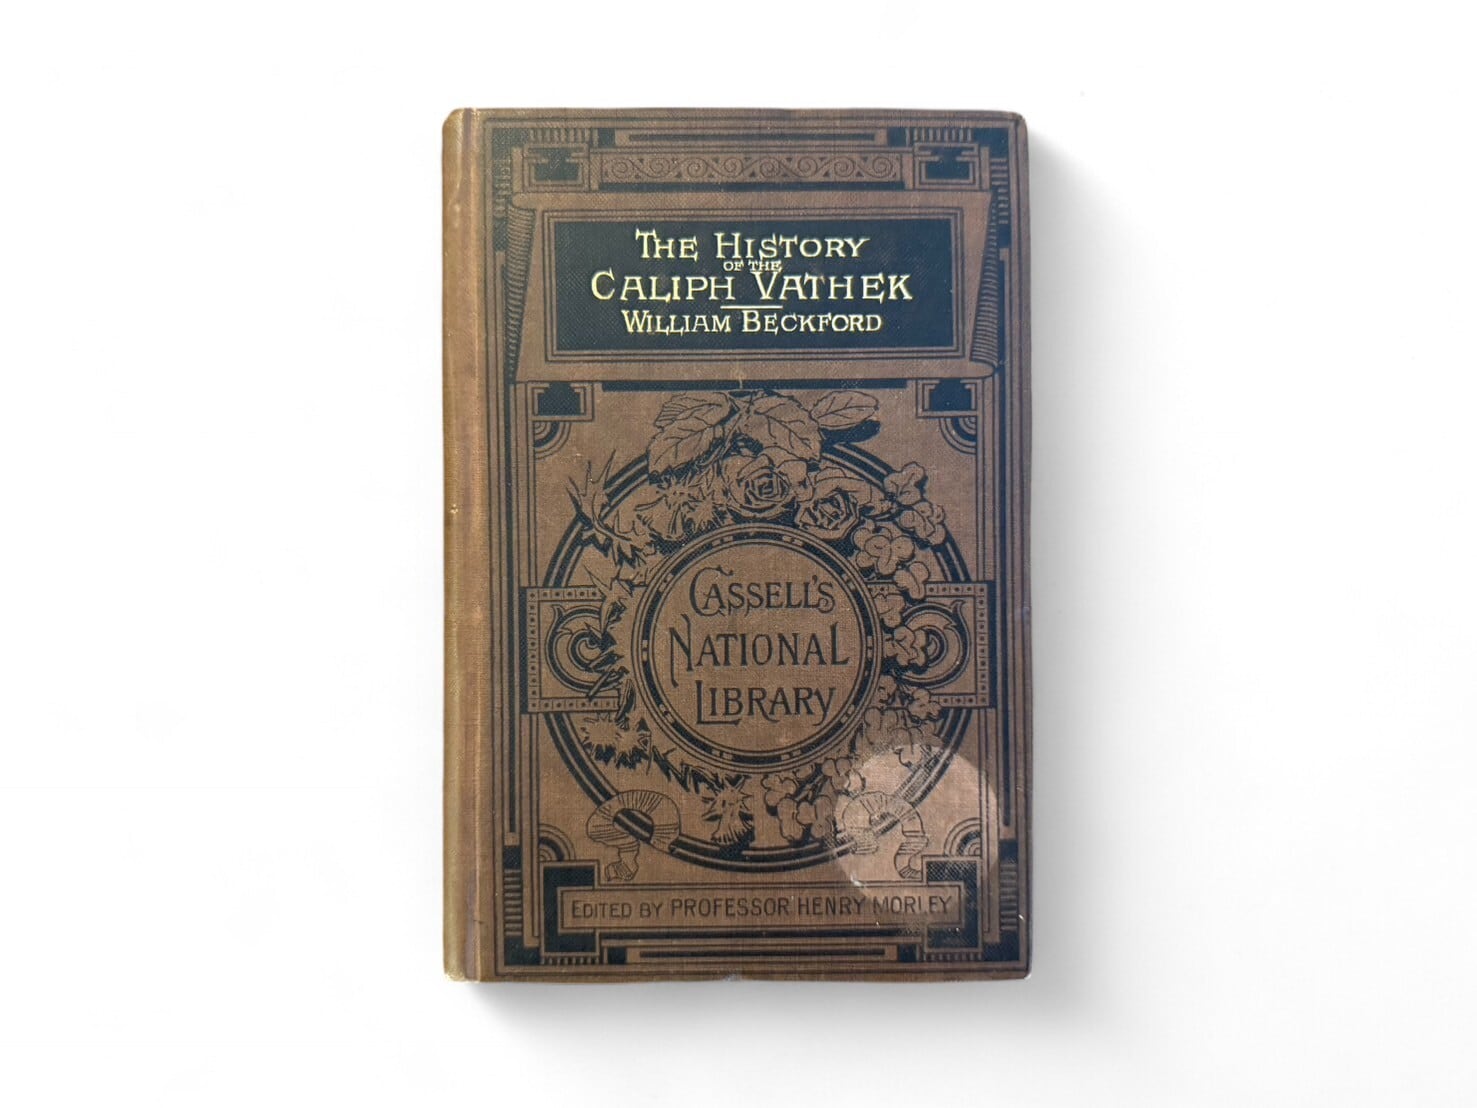 THE HISTORY
OF THE
CALIPH VATHEK
WILLIAM BECKFORD
CASSELL'S
NATIONAL
LIBRARY
EDITED BY PROFESSOR HENRY MORLEY